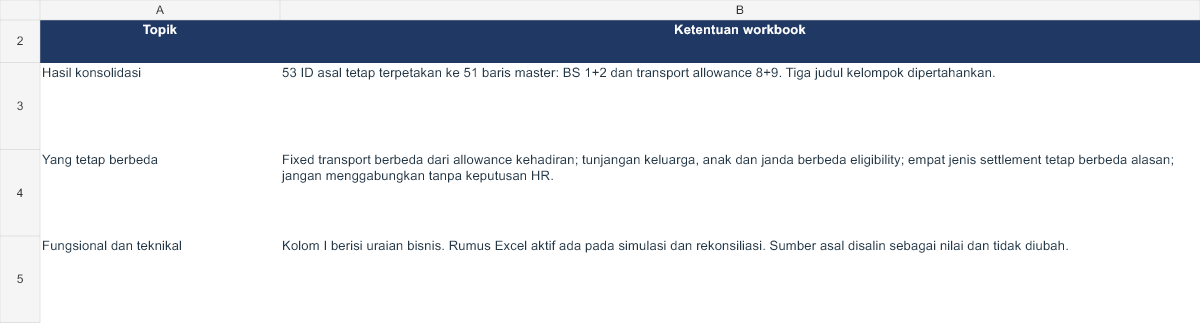 A
B
2
Topik
Ketentuan workbook
3
Hasil konsolidasi
53 ID asal tetap terpetakan ke 51 baris master: BS 1+2 dan transport allowance 8+9. Tiga judul kelompok dipertahankan.
4
Yang tetap berbeda
Fixed transport berbeda dari allowance kehadiran; tunjangan keluarga, anak dan janda berbeda eligibility; empat jenis settlement tetap berbeda alasan;
jangan menggabungkan tanpa keputusan HR.
5
Fungsional dan teknikal
Kolom I berisi uraian bisnis. Rumus Excel aktif ada pada simulasi dan rekonsiliasi. Sumber asal disalin sebagai nilai dan tidak diubah.